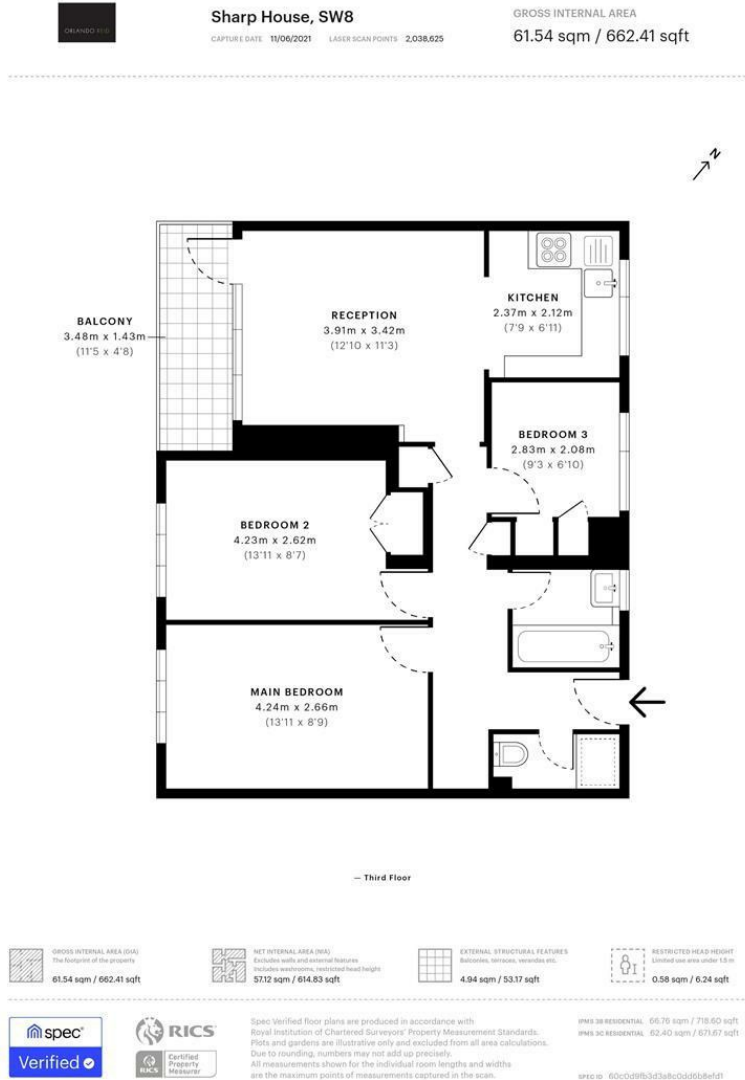 ORLANDO REID
Sharp House, SW8
CAPTURE DATE 11/06/2021 LASER SCAN POINTS 2,038,625
GROSS INTERNAL AREA
61.54 sqm / 662.41 sqft
N
BALCONY
3.48m x 1.43m
(11'5 x 4'8)
RECEPTION
3.91m x 3.42m
(12'10 x 11'3)
KITCHEN
2.37m x 2.12m
(7'9 x 6'11)
BEDROOM 3
2.83m x 2.08m
(9'3 x 6'10)
BEDROOM 2
4.23m x 2.62m
(13'11 x 8'7)
MAIN BEDROOM
4.24m x 2.66m
(13'11 x 8'9)
— Third Floor
GROSS INTERNAL AREA (GIA)
The footprint of the property
61.54 sqm / 662.41 sqft
NET INTERNAL AREA (NIA)
Excludes walls and external features
Includes washrooms, restricted head height
57.12 sqm / 614.83 sqft
EXTERNAL STRUCTURAL FEATURES
Balconies, terraces, verandas etc.
4.94 sqm / 53.17 sqft
RESTRICTED HEAD HEIGHT
Limited use area under 1.5 m
0.58 sqm / 6.24 sqft
spec
Verified
RICS
RICS
Certified
Property
Measurer
Spec Verified floor plans are produced in accordance with
Royal Institution of Chartered Surveyors' Property Measurement Standards.
Plots and gardens are illustrative only and excluded from all area calculations.
Due to rounding, numbers may not add up precisely.
All measurements shown for the individual room lengths and widths
are the maximum points of measurements captured in the scan.
IPMS 3B RESIDENTIAL 66.76 sqm / 718.60 sqft
IPMS 3C RESIDENTIAL 62.40 sqm / 671.67 sqft
SPEC ID